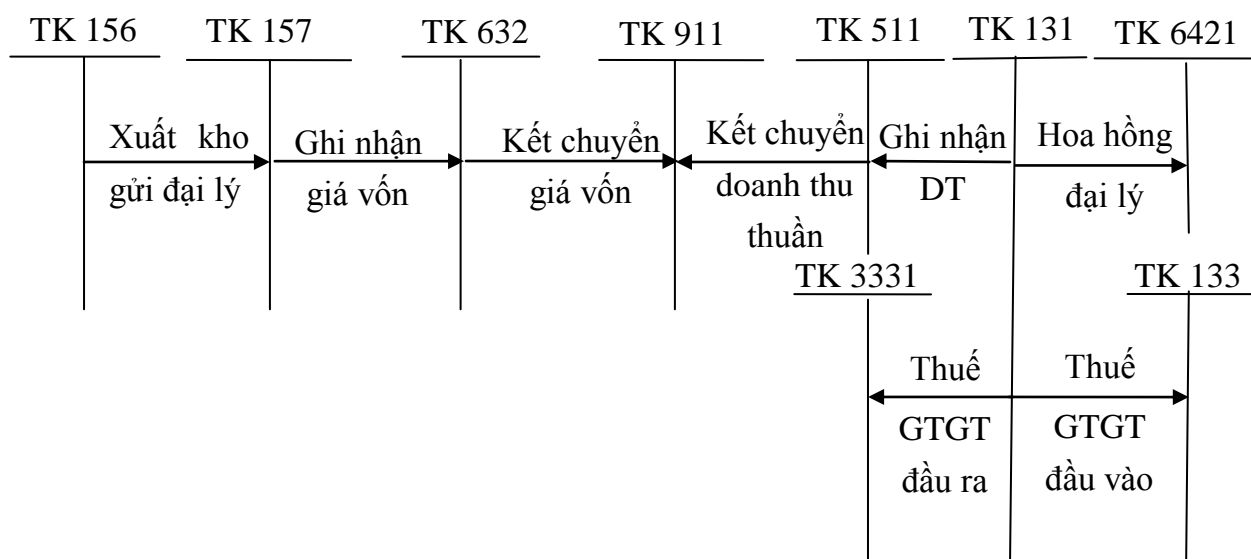 TK 156 TK 157 TK 632 TK 911 TK 511 TK 131 TK 6421
Xuất kho
gửi đại lý
Ghi nhận
giá vốn
Kết chuyển
giá vốn
Kết chuyển
doanh thu
thuần
Ghi nhận
DT
Hoa hồng
đại lý
TK 3331 TK 133
Thuế
GTGT
đầu ra
Thuế
GTGT
đầu vào